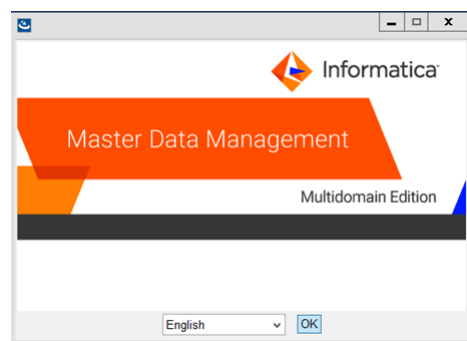 Informatica
Master Data Management
Multidomain Edition
English
OK